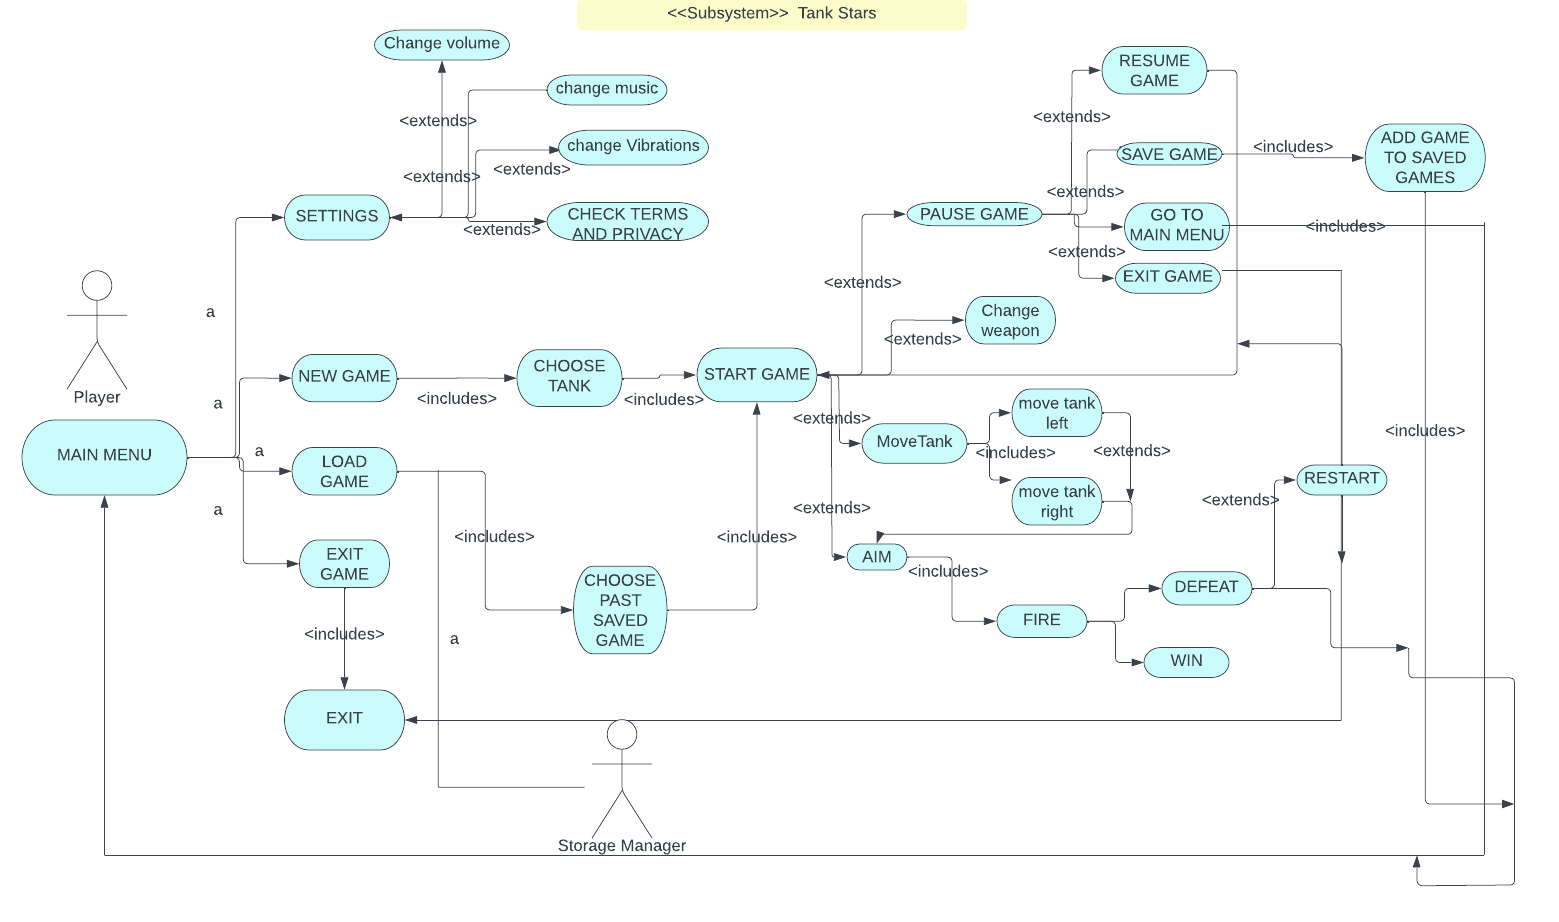 <<Subsystem>>  Tank Stars
Change volume
change music
<extends>
change Vibrations
<extends>
<extends>
SETTINGS
CHECK TERMS
AND PRIVACY
<extends>
RESUME
GAME
<extends>
SAVE GAME
<includes>
ADD GAME
TO SAVED
GAMES
<extends>
PAUSE GAME
GO TO
MAIN MENU
<includes>
<extends>
EXIT GAME
<extends>
Change
weapon
<extends>
a
Player
a
NEW GAME
<includes>
CHOOSE
TANK
<includes>
START GAME
<extends>
move tank
left
MoveTank
<includes>
<extends>
<includes>
MAIN MENU
a
LOAD
GAME
move tank
right
RESTART
<extends>
<extends>
a
<includes>
<includes>
EXIT
GAME
AIM
<includes>
CHOOSE
PAST
SAVED
GAME
DEFEAT
FIRE
<includes>
a
WIN
EXIT
Storage Manager